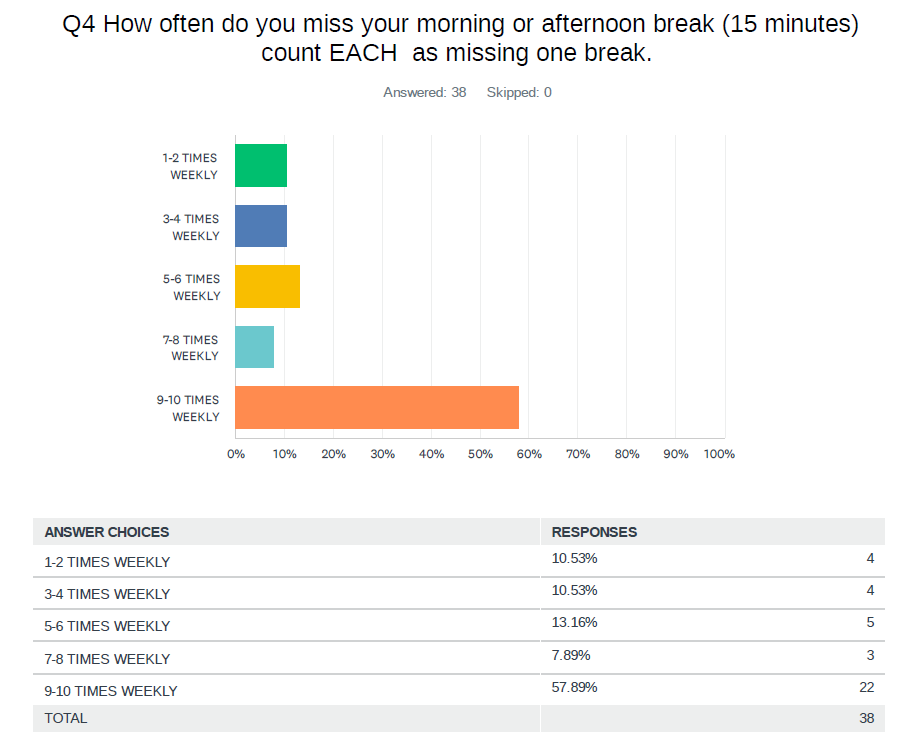 Q4 How often do you miss your morning or afternoon break (15 minutes)
count EACH  as missing one break.
Answered: 38 Skipped: 0
1-2 TIMES
WEEKLY
3-4 TIMES
WEEKLY
5-6 TIMES
WEEKLY
7-8 TIMES
WEEKLY
9-10 TIMES
WEEKLY
0% 10% 20% 30% 40% 50% 60% 70% 80% 90% 100%
ANSWER CHOICES RESPONSES
1-2 TIMES WEEKLY 10.53% 4
3-4 TIMES WEEKLY 10.53% 4
5-6 TIMES WEEKLY 13.16% 5
7-8 TIMES WEEKLY 7.89% 3
9-10 TIMES WEEKLY 57.89% 22
TOTAL 38